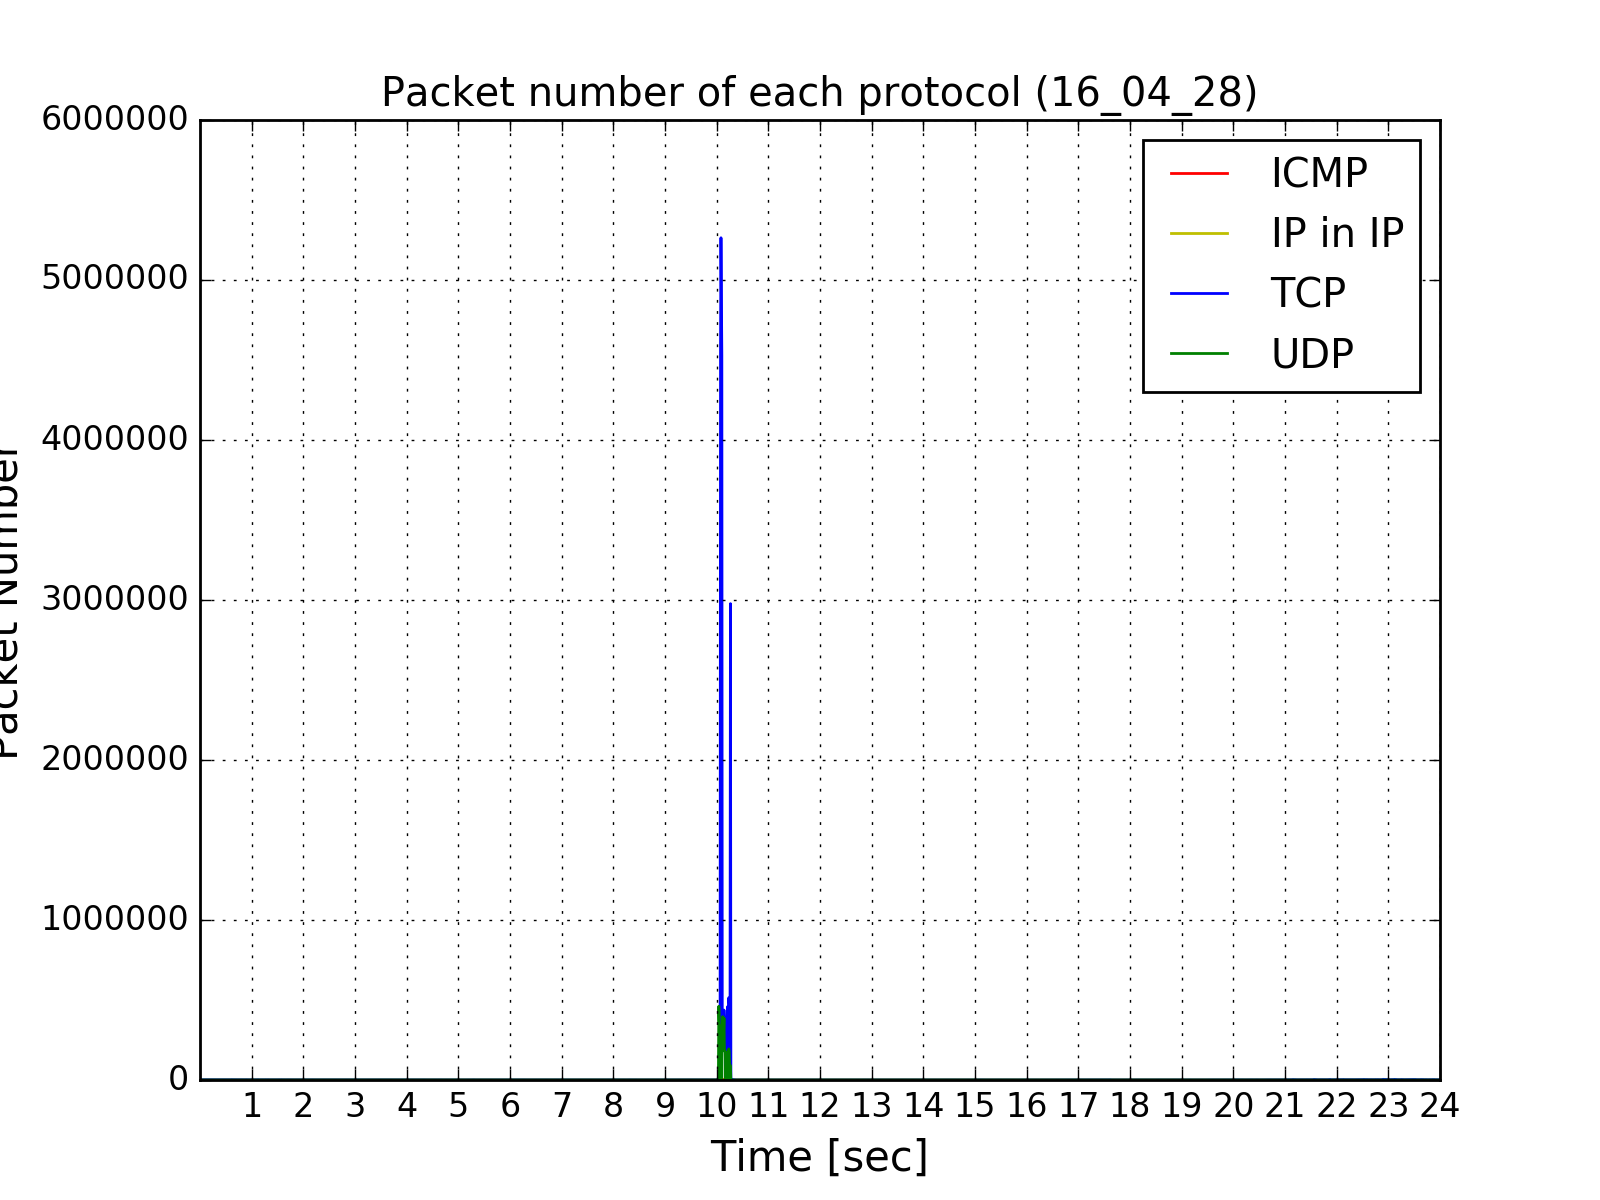 Packet number of each protocol (16_04_28)
6000000
5000000
4000000
3000000
2000000
1000000
0
Packet Number
ICMP
IP in IP
TCP
UDP
1 2 3 4 5 6 7 8 9 10 11 12 13 14 15 16 17 18 19 20 21 22 23 24
Time [sec]